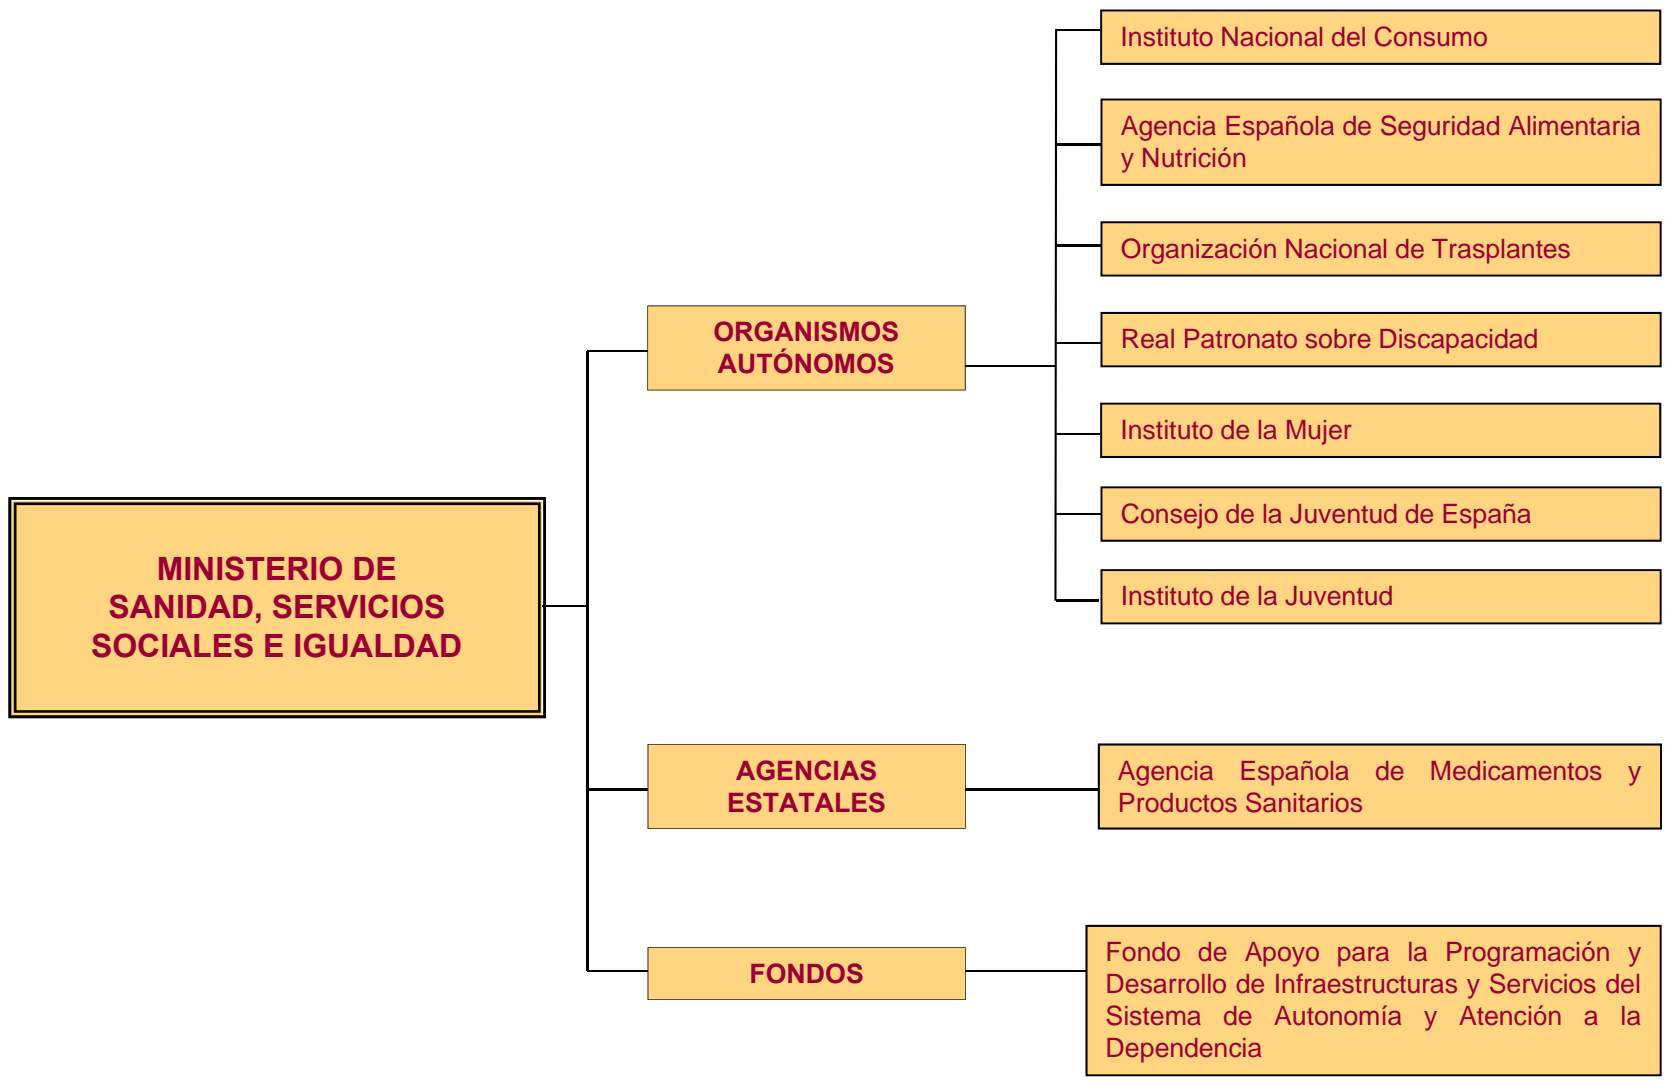 Instituto Nacional del Consumo
Agencia Española de Seguridad Alimentaria
y Nutrición
Organización Nacional de Trasplantes
ORGANISMOS
AUTÓNOMOS
Real Patronato sobre Discapacidad
Instituto de la Mujer
Consejo de la Juventud de España
Instituto de la Juventud
MINISTERIO DE
SANIDAD, SERVICIOS
SOCIALES E IGUALDAD
AGENCIAS
ESTATALES
Agencia Española de Medicamentos y
Productos Sanitarios
FONDOS
Fondo de Apoyo para la Programación y
Desarrollo de Infraestructuras y Servicios del
Sistema de Autonomía y Atención a la
Dependencia